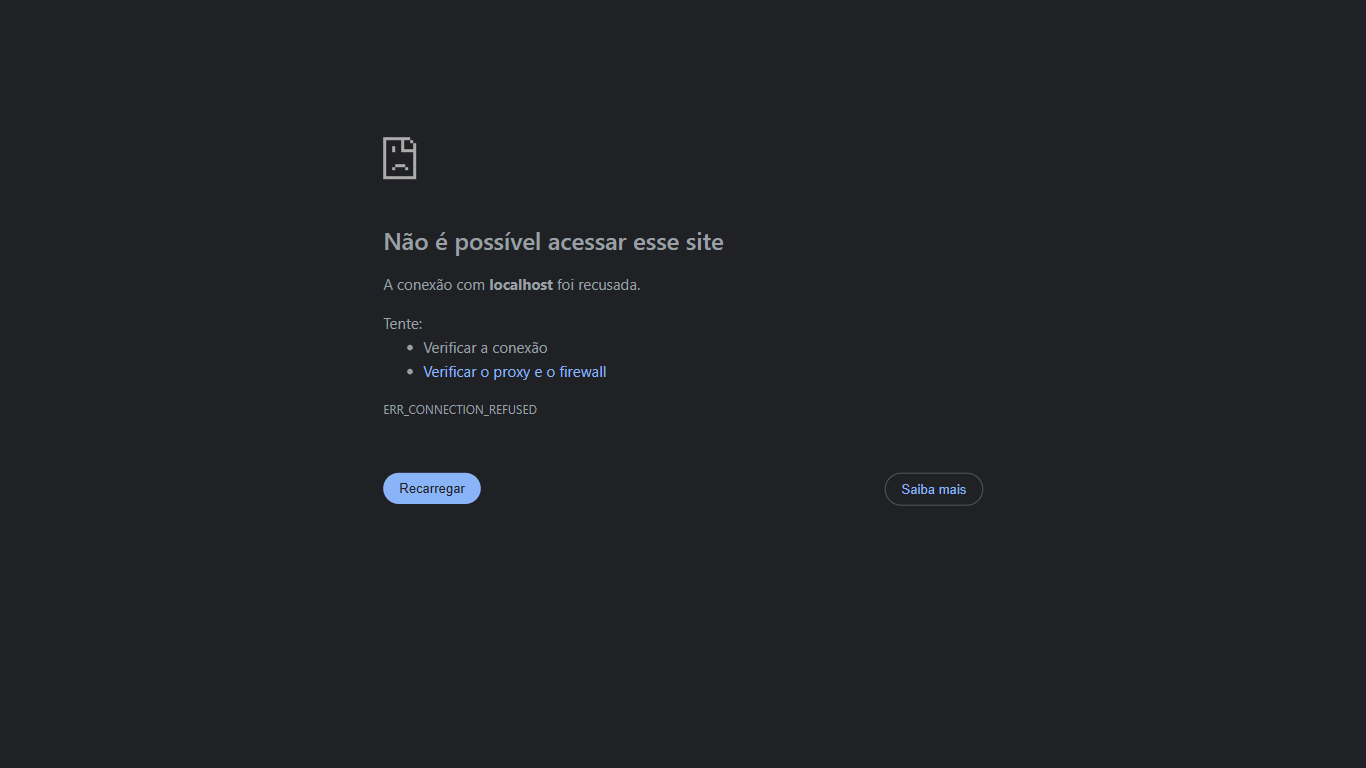 Não é possível acessar esse site
A conexão com localhost foi recusada.
Tente:
Verificar a conexão
Verificar o proxy e o firewall
ERR_CONNECTION_REFUSED
Recarregar
Saiba mais